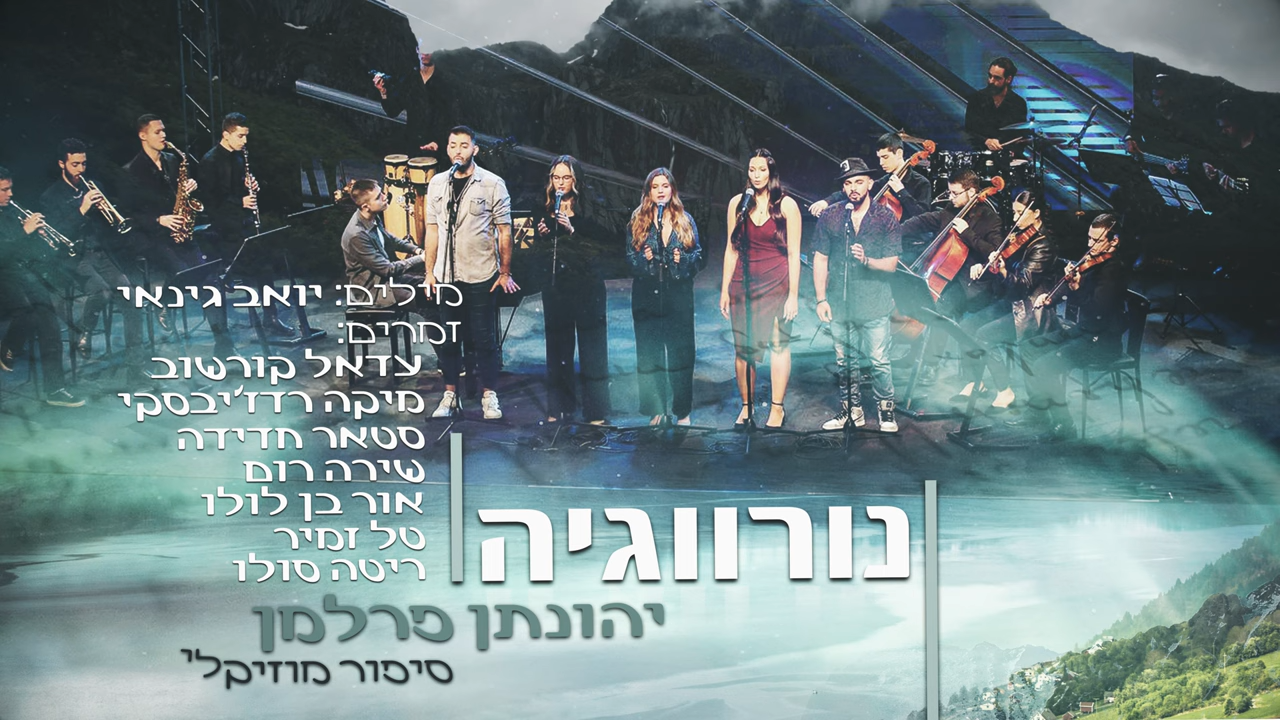 מילים: יואב גינאי
זמרים:
עדאל קורשוב
מיקה רדז'יבסקי
סטאר חדידה
שירה רום
אור בן לולו
טל זמיר
ריטה סולו
נורווגיה
יהונתן פרלמן
סיפור מוזיקלי